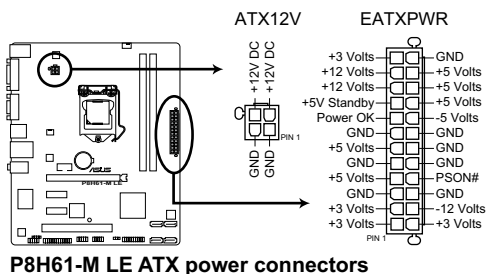 ATX12V
EATXPWR
+12V DC
+12V DC
GND
GND
PIN 1
+3 Volts GND
+12 Volts +5 Volts
+12 Volts +5 Volts
+5V Standby +5 Volts
Power OK -5 Volts
GND GND
+5 Volts GND
GND GND
+5 Volts PSON#
GND GND
+3 Volts -12 Volts
+3 Volts +3 Volts
PIN 1
ASUS
P8H61-M LE
P8H61-M LE ATX power connectors